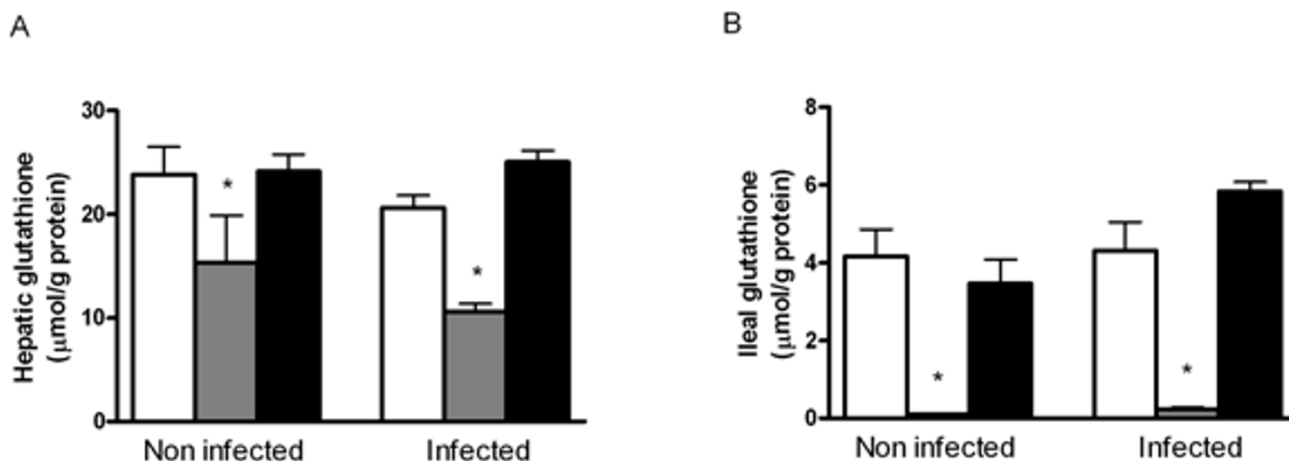 A
Hepatic glutathione
(μmol/g protein)
30
20
10
0
*
*
Non infected
Infected
B
Ileal glutathione
(μmol/g protein)
8
6
4
2
0
*
*
Non infected
Infected